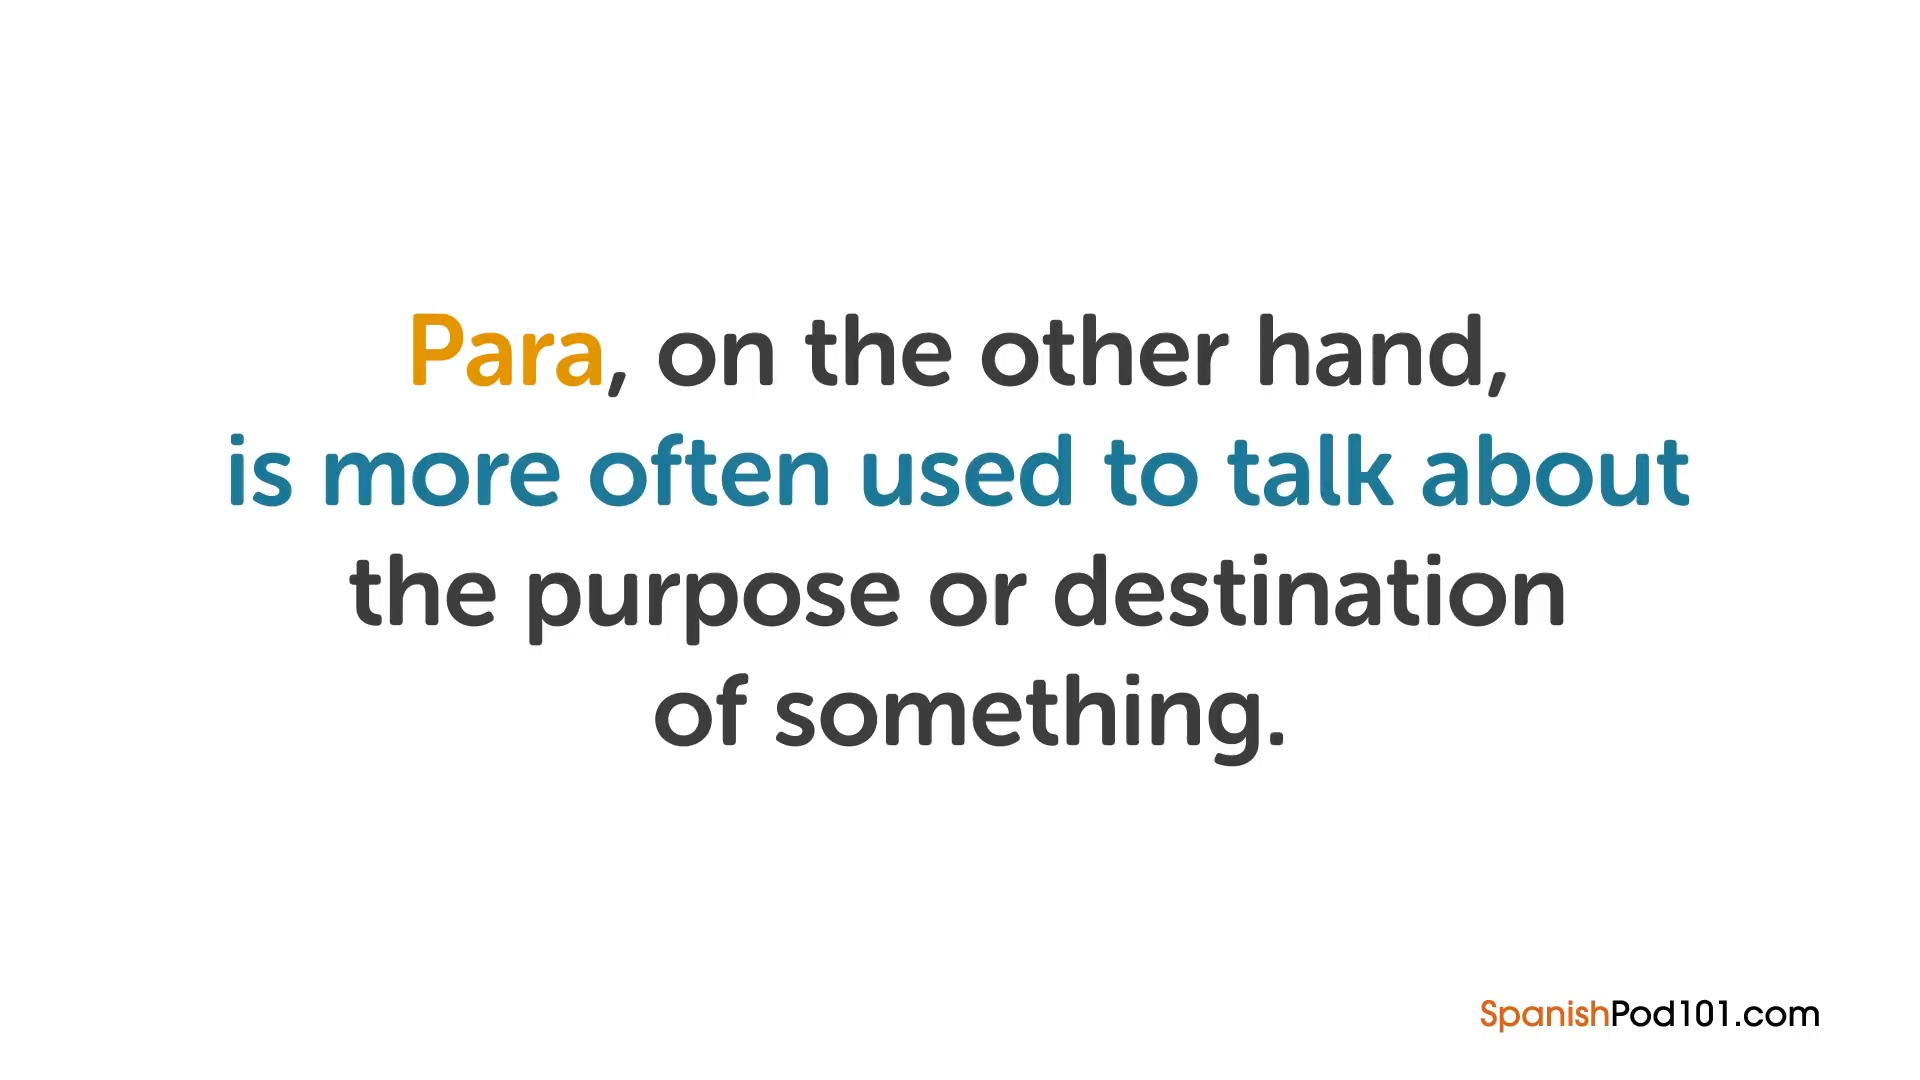 Para, on the other hand,
is more often used to talk about
the purpose or destination
of something.
SpanishPod101.com